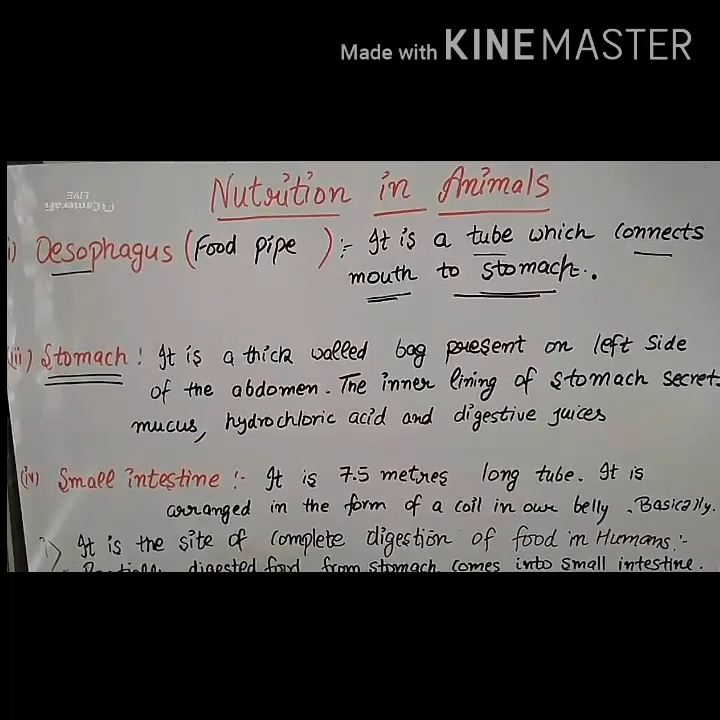 Made with KINEMASTER
CameraFi
LIVE
Nutrition in Animals
i) Oesophagus (Food pipe ) :- It is a tube which connects
mouth to stomach.
(iii) Stomach : It is a thick walled bag present on left side
of the abdomen. The inner lining of stomach secret
mucus, hydrochloric acid and digestive juices
(iv) Small intestine :- It is 7.5 metres long tube. It is
arranged in the form of a coil in our belly . Basically.
i> It is the site of complete digestion of food in Humans :-
digested food from stomach comes into small intestine.